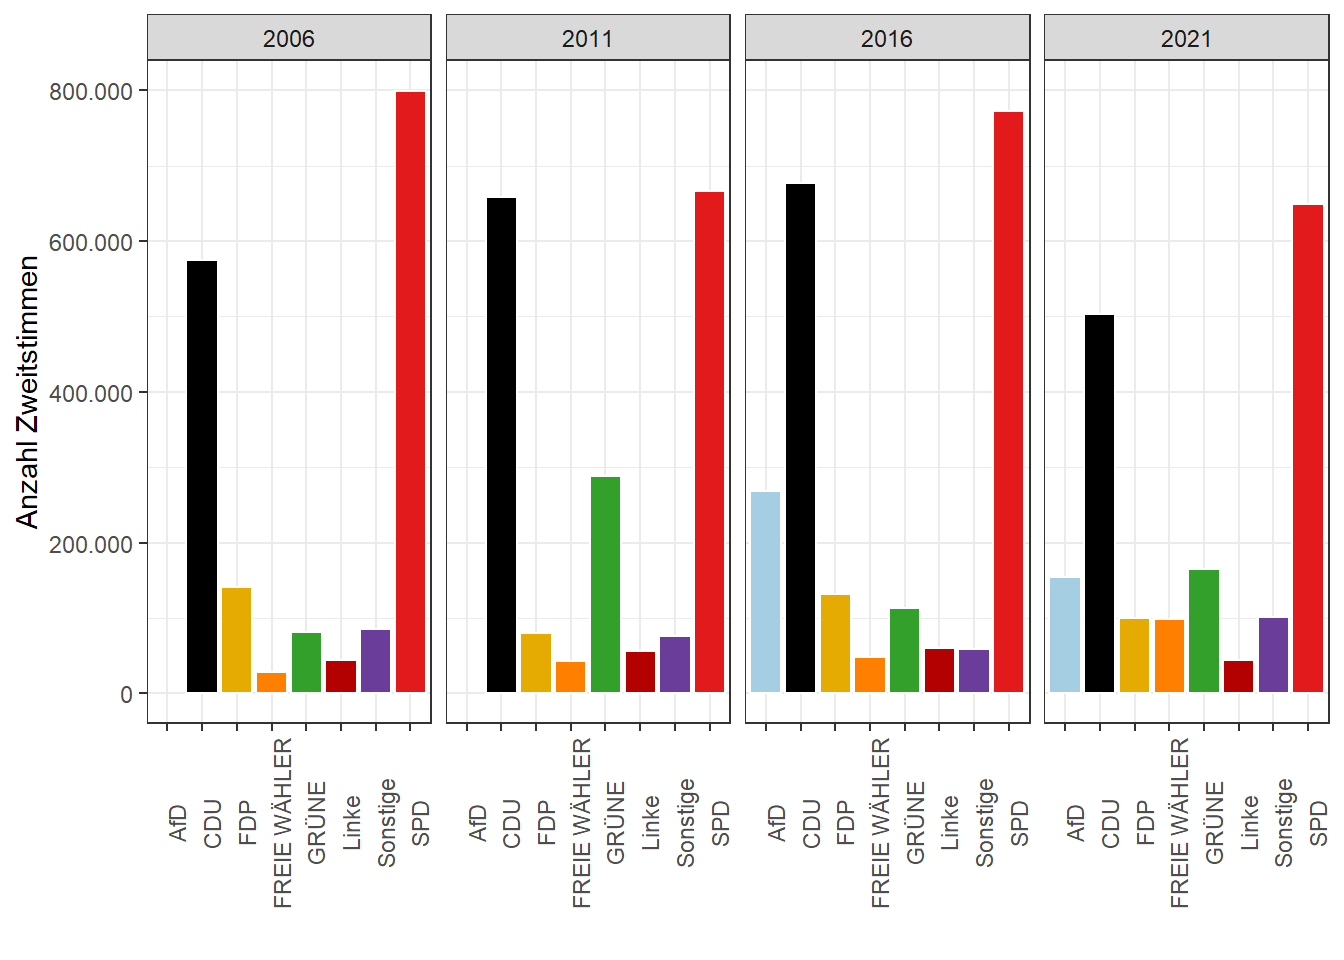 2006
2011
2016
2021
Anzahl Zweitstimmen
800.000
600.000
400.000
200.000
0
AfD
CDU
FDP
FREIE WÄHLER
GRÜNE
Linke
Sonstige
SPD
AfD
CDU
FDP
FREIE WÄHLER
GRÜNE
Linke
Sonstige
SPD
AfD
CDU
FDP
FREIE WÄHLER
GRÜNE
Linke
Sonstige
SPD
AfD
CDU
FDP
FREIE WÄHLER
GRÜNE
Linke
Sonstige
SPD